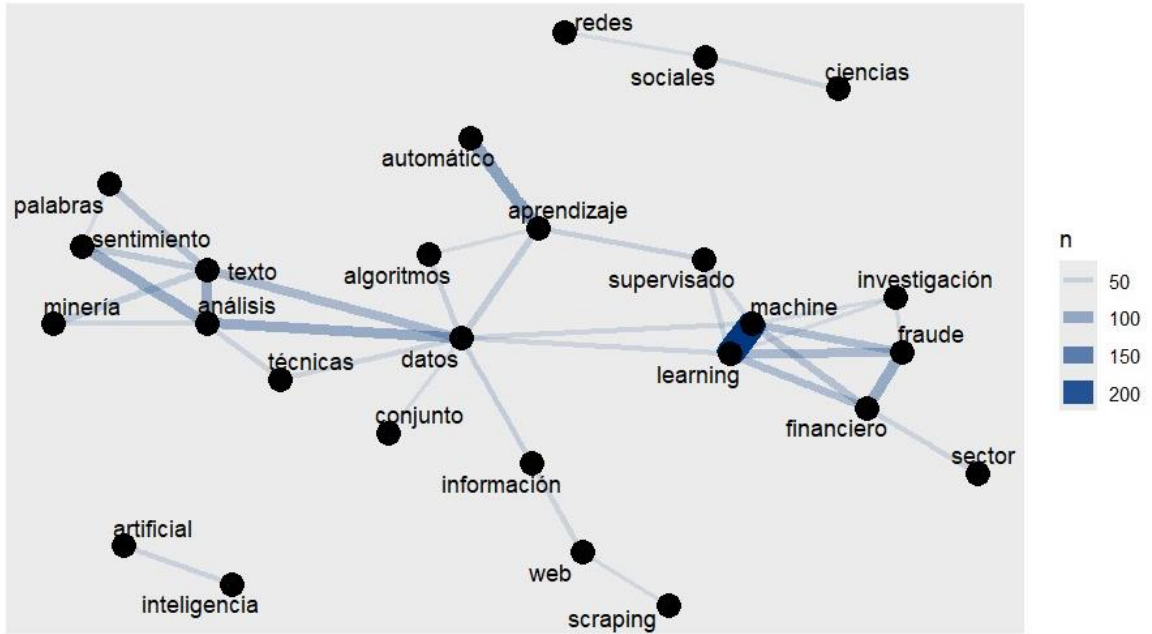 redes
sociales
ciencias
automático
aprendizaje
palabras
sentimiento
texto
algoritmos
supervisado
investigación
minería
análisis
machine
fraude
técnicas
datos
learning
conjunto
financiero
sector
información
artificial
web
inteligencia
scraping
n
50
100
150
200